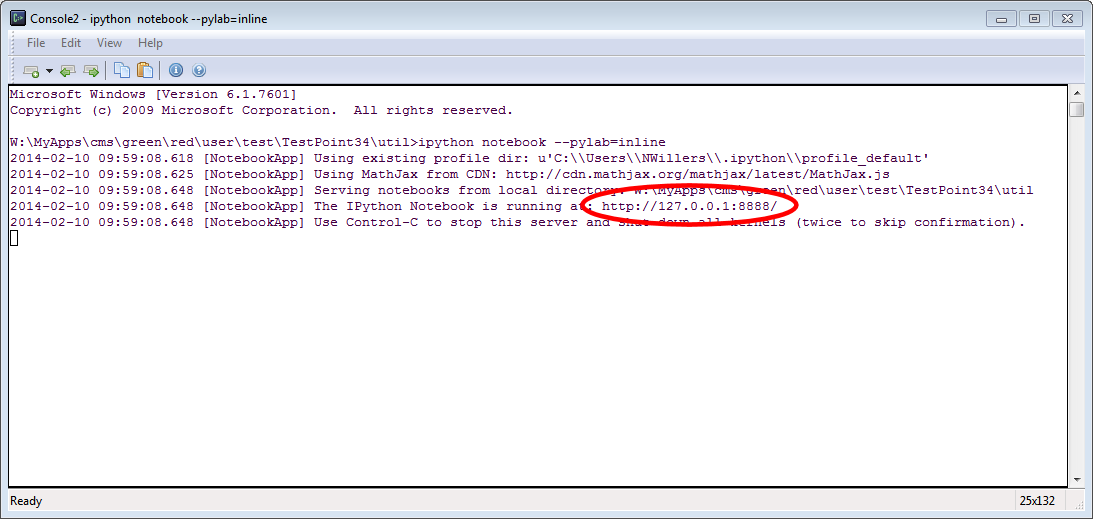 Console2 - ipython  notebook --pylab=inline
File Edit View Help
Microsoft Windows [Version 6.1.7601]
Copyright (c) 2009 Microsoft Corporation.  All rights reserved.
W:\MyApps\cms\green\red\user\test\TestPoint34\util>ipython notebook --pylab=inline
2014-02-10 09:59:08.618 [NotebookApp] Using existing profile dir: u'C:\\Users\\NWillers\\.ipython\\profile_default'
2014-02-10 09:59:08.625 [NotebookApp] Using MathJax from CDN: http://cdn.mathjax.org/mathjax/latest/MathJax.js
2014-02-10 09:59:08.648 [NotebookApp] Serving notebooks from local directory: W:\MyApps\cms\green\red\user\test\TestPoint34\util
2014-02-10 09:59:08.648 [NotebookApp] The IPython Notebook is running at: http://127.0.0.1:8888/
2014-02-10 09:59:08.648 [NotebookApp] Use Control-C to stop this server and shut down all kernels (twice to skip confirmation).
Ready 25x132